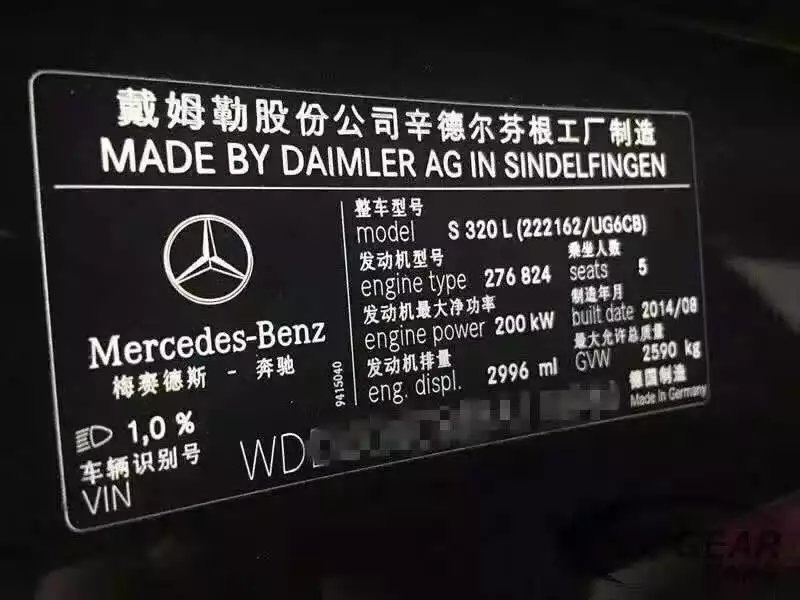 戴姆勒股份公司辛德尔芬根工厂制造
MADE BY DAIMLER AG IN SINDELFINGEN
整车型号
model S 320 L (222162/UG6CB)
发动机型号 乘坐人数
engine type 276 824 seats 5
发动机最大净功率 制造年月
engine power 200 kW built date 2014/08
发动机排量 最大允许总质量
eng. displ. 2996 ml GVW 2590 kg
德国制造
Made in Germany
Mercedes-Benz
梅赛德斯 - 奔驰
9415040
1,0 %
车辆识别号
VIN WD
GEAR